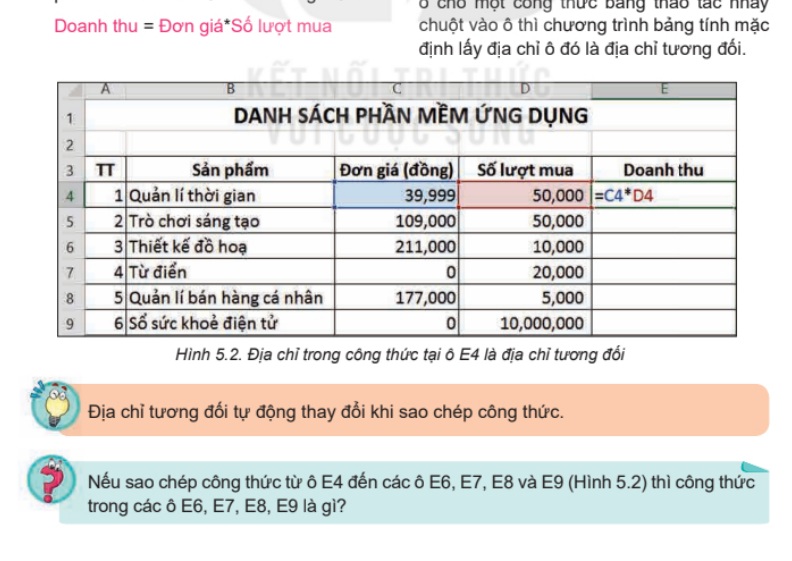 ô cho một công thức bằng thao tác nháy
Doanh thu = Đơn giá*Số lượt mua
chuột vào ô thì chương trình bảng tính mặc
định lấy địa chỉ ô đó là địa chỉ tương đối.
KẾT NỐI TRI THỨC
VỚI CUỘC SỐNG
A B C D E
1 DANH SÁCH PHẦN MỀM ỨNG DỤNG
2
3 TT Sản phẩm Đơn giá (đồng) Số lượt mua Doanh thu
4 1 Quản lí thời gian 39,999 50,000 =C4*D4
5 2 Trò chơi sáng tạo 109,000 50,000
6 3 Thiết kế đồ hoạ 211,000 10,000
7 4 Từ điển 0 20,000
8 5 Quản lí bán hàng cá nhân 177,000 5,000
9 6 Sổ sức khoẻ điện tử 0 10,000,000
Hình 5.2. Địa chỉ trong công thức tại ô E4 là địa chỉ tương đối
Địa chỉ tương đối tự động thay đổi khi sao chép công thức.
?
Nếu sao chép công thức từ ô E4 đến các ô E6, E7, E8 và E9 (Hình 5.2) thì công thức
trong các ô E6, E7, E8, E9 là gì?